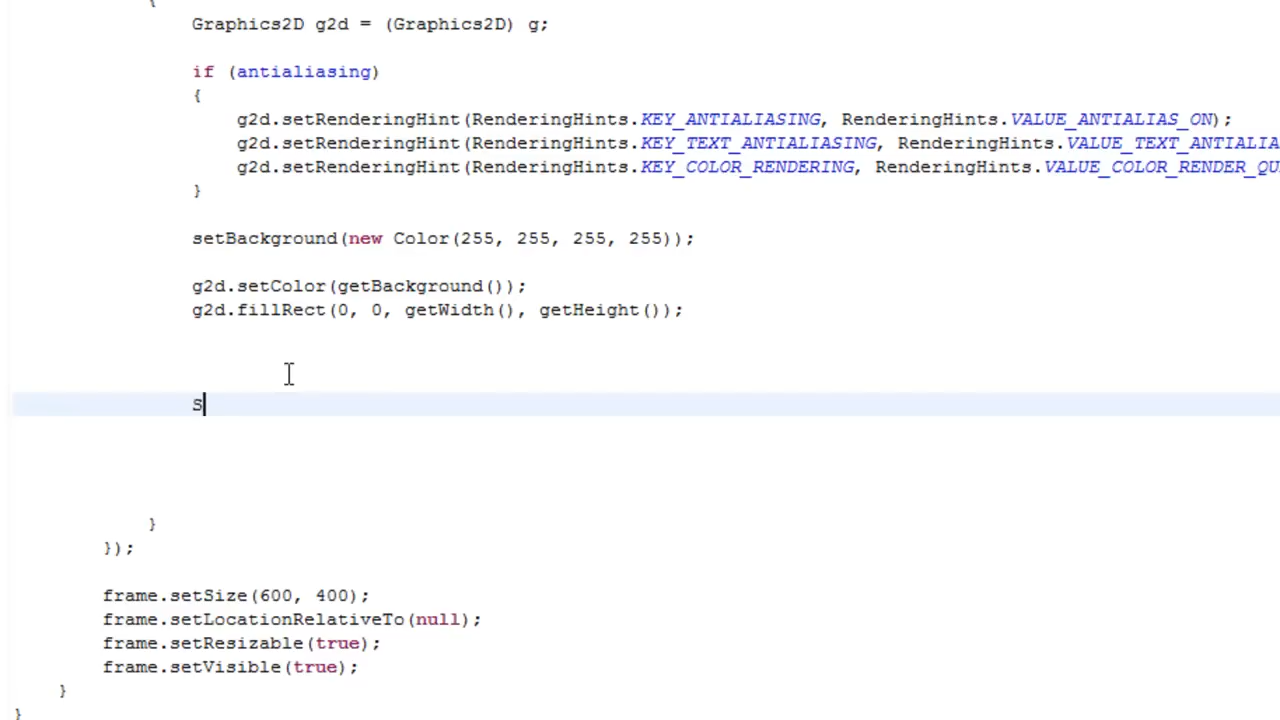 {
Graphics2D g2d = (Graphics2D) g;
if (antialiasing)
{
g2d.setRenderingHint(RenderingHints.KEY_ANTIALIASING, RenderingHints.VALUE_ANTIALIAS_ON);
g2d.setRenderingHint(RenderingHints.KEY_TEXT_ANTIALIASING, RenderingHints.VALUE_TEXT_ANTIALIA
g2d.setRenderingHint(RenderingHints.KEY_COLOR_RENDERING, RenderingHints.VALUE_COLOR_RENDER_QU
}
setBackground(new Color(255, 255, 255, 255));
g2d.setColor(getBackground());
g2d.fillRect(0, 0, getWidth(), getHeight());
S
}
});
frame.setSize(600, 400);
frame.setLocationRelativeTo(null);
frame.setResizable(true);
frame.setVisible(true);
}
}